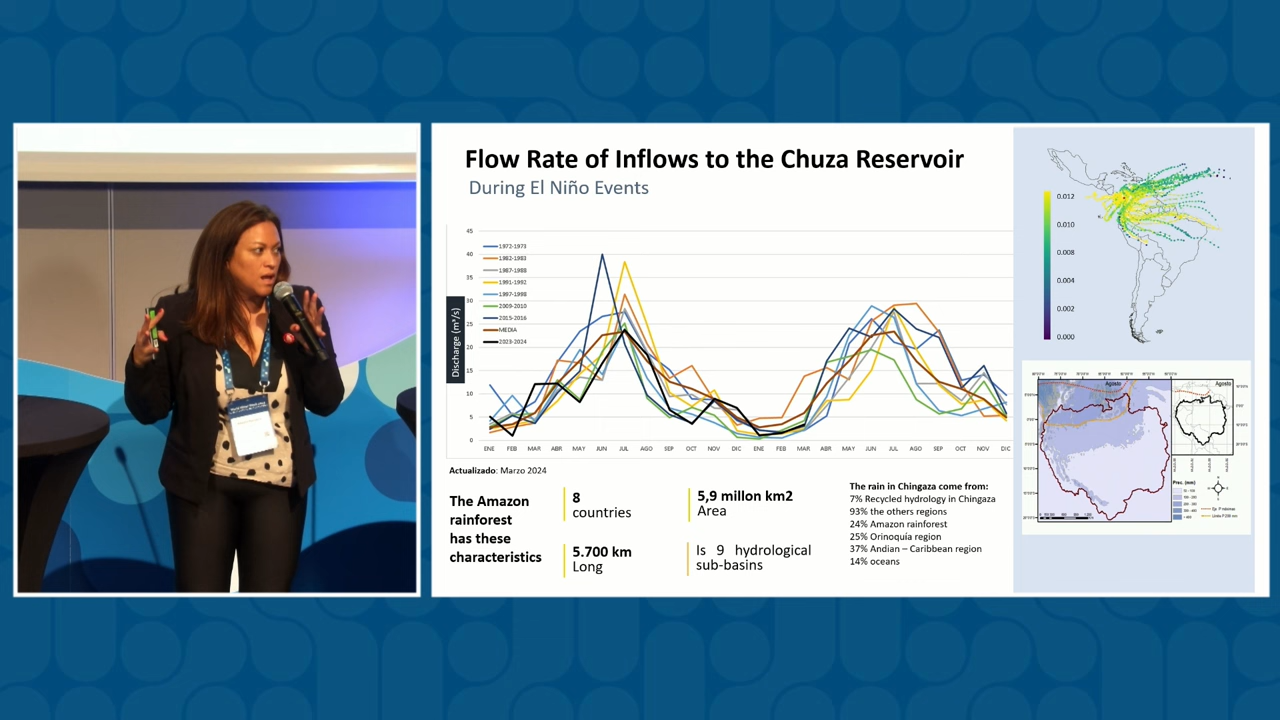 Flow Rate of Inflows to the Chuza Reservoir
During El Niño Events
Discharge (m³/s)
45
40
35
30
25
20
15
10
5
0
1972-1973
1982-1983
1987-1988
1991-1992
1997-1998
2009-2010
2015-2016
MEDIA
2023-2024
ENE FEB MAR ABR MAY JUN JUL AGO SEP OCT NOV DIC ENE FEB MAR ABR MAY JUN JUL AGO SEP OCT NOV DIC
Actualizado: Marzo 2024
The Amazon
rainforest
has these
characteristics
8
countries
5,9 millon km2
Area
5.700 km
Long
Is 9 hydrological
sub-basins
The rain in Chingaza come from:
7% Recycled hydrology in Chingaza
93% the others regions
24% Amazon rainforest
25% Orinoquía region
37% Andian – Caribbean region
14% oceans
0.012
0.010
0.008
0.006
0.004
0.002
0.000
Agosto
Agosto
Prec. (mm)